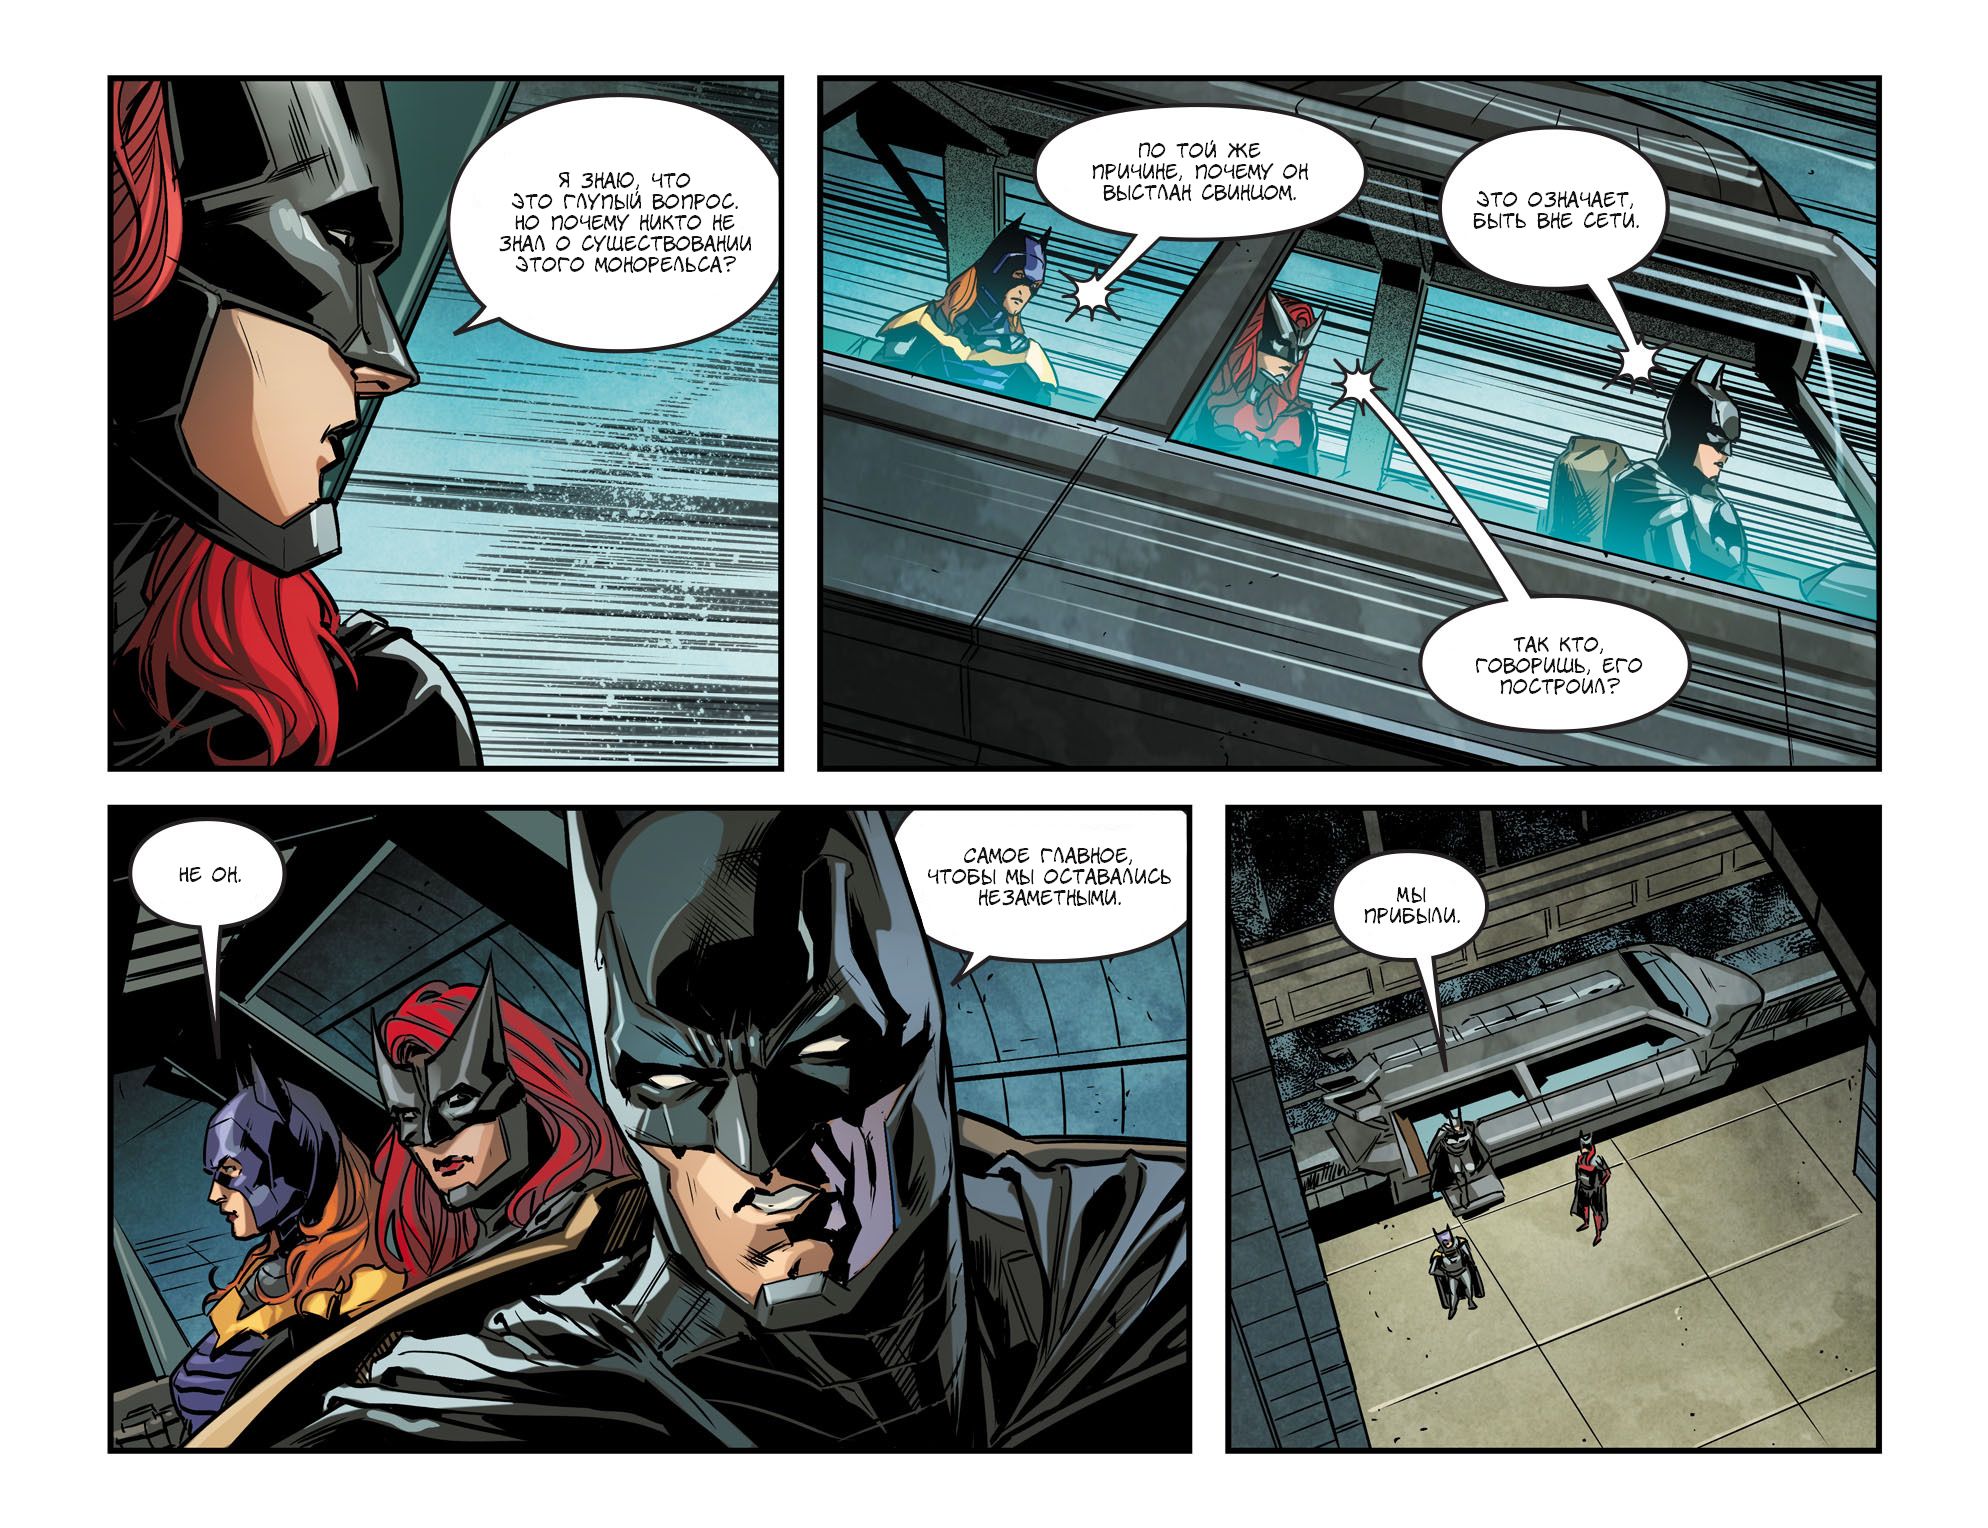 Я ЗНАЮ, ЧТО
ЭТО ГЛУПЫЙ ВОПРОС.
НО ПОЧЕМУ НИКТО НЕ
ЗНАЛ О СУЩЕСТВОВАНИИ
ЭТОГО МОНОРЕЛЬСА?
ПО ТОЙ ЖЕ
ПРИЧИНЕ, ПОЧЕМУ ОН
ВЫСТЛАН СВИНЦОМ.
ЭТО ОЗНАЧАЕТ,
БЫТЬ ВНЕ СЕТИ.
ТАК КТО,
ГОВОРИШЬ, ЕГО
ПОСТРОИЛ?
НЕ ОН.
САМОЕ ГЛАВНОЕ,
ЧТОБЫ МЫ ОСТАВАЛИСЬ
НЕЗАМЕТНЫМИ.
МЫ
ПРИБЫЛИ.